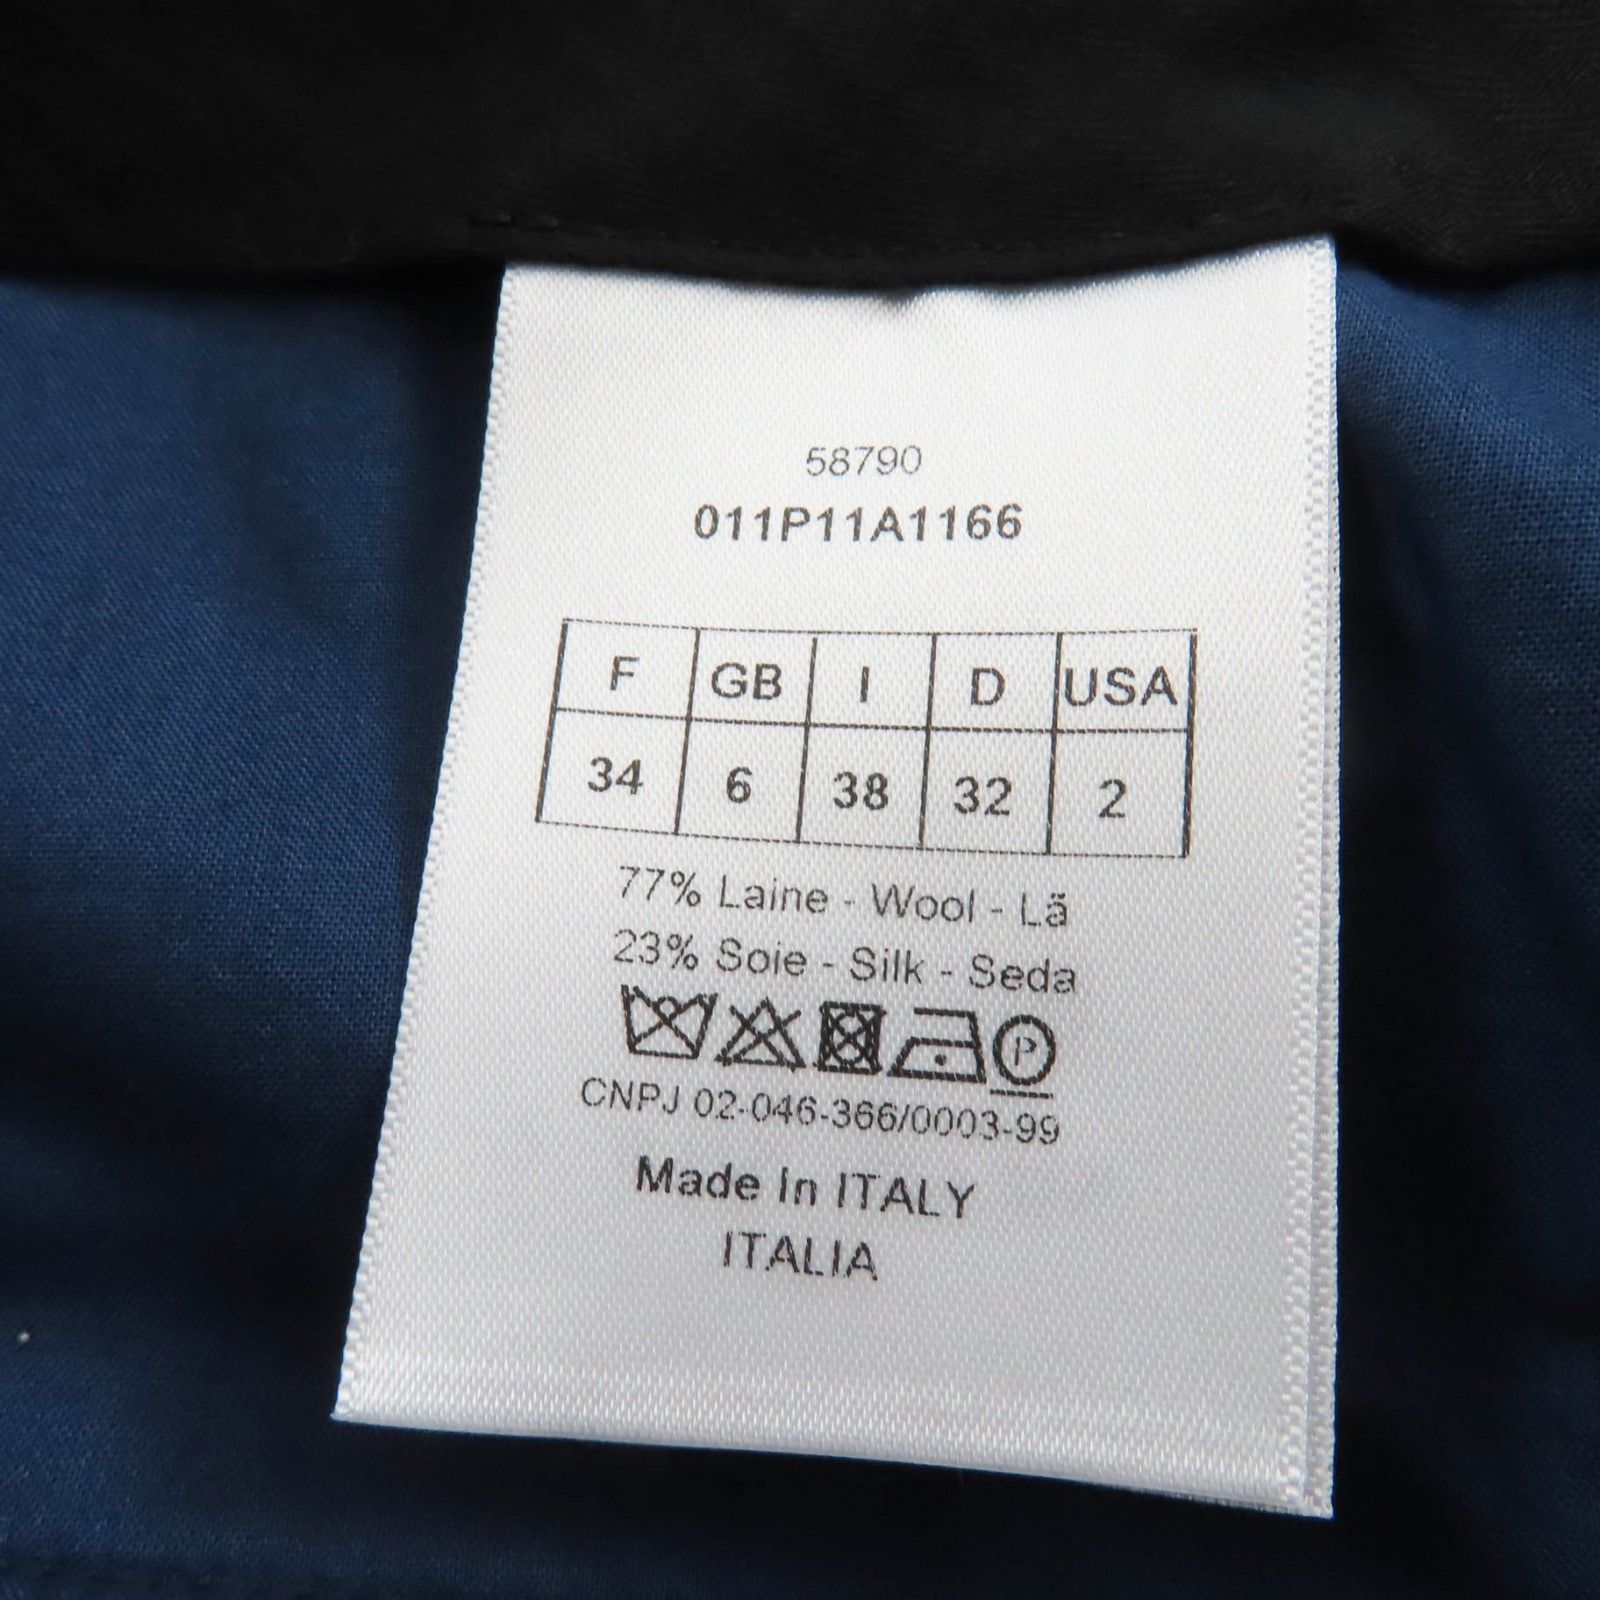 58790
011P11A1166
F GB I D USA
34 6 38 32 2
77% Laine - Wool - Lä
23% Soie - Silk - Seda
P
CNPJ 02-046-366/0003-99
Made In ITALY
ITALIA